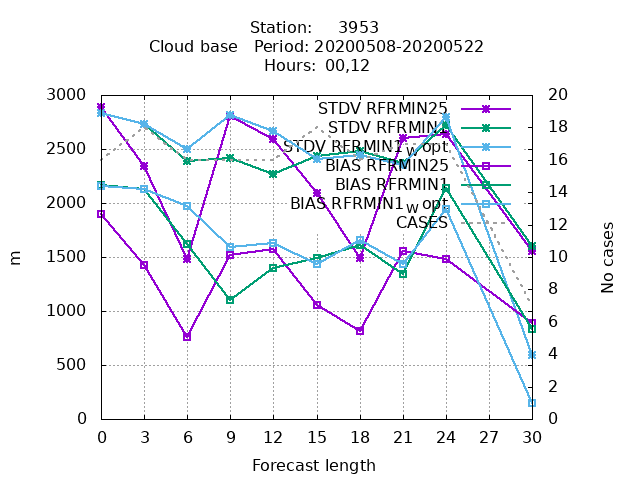 Station: 3953
Cloud base Period: 20200508-20200522
Hours: 00,12
3000
2500
2000
1500
1000
500
0
m
20
18
16
14
12
10
8
6
4
2
0
No cases
STDV RFRMIN25
STDV RFRMIN1
STDV RFRMIN1w opt
BIAS RFRMIN25
BIAS RFRMIN1
BIAS RFRMIN1w opt
CASES
0 3 6 9 12 15 18 21 24 27 30
Forecast length